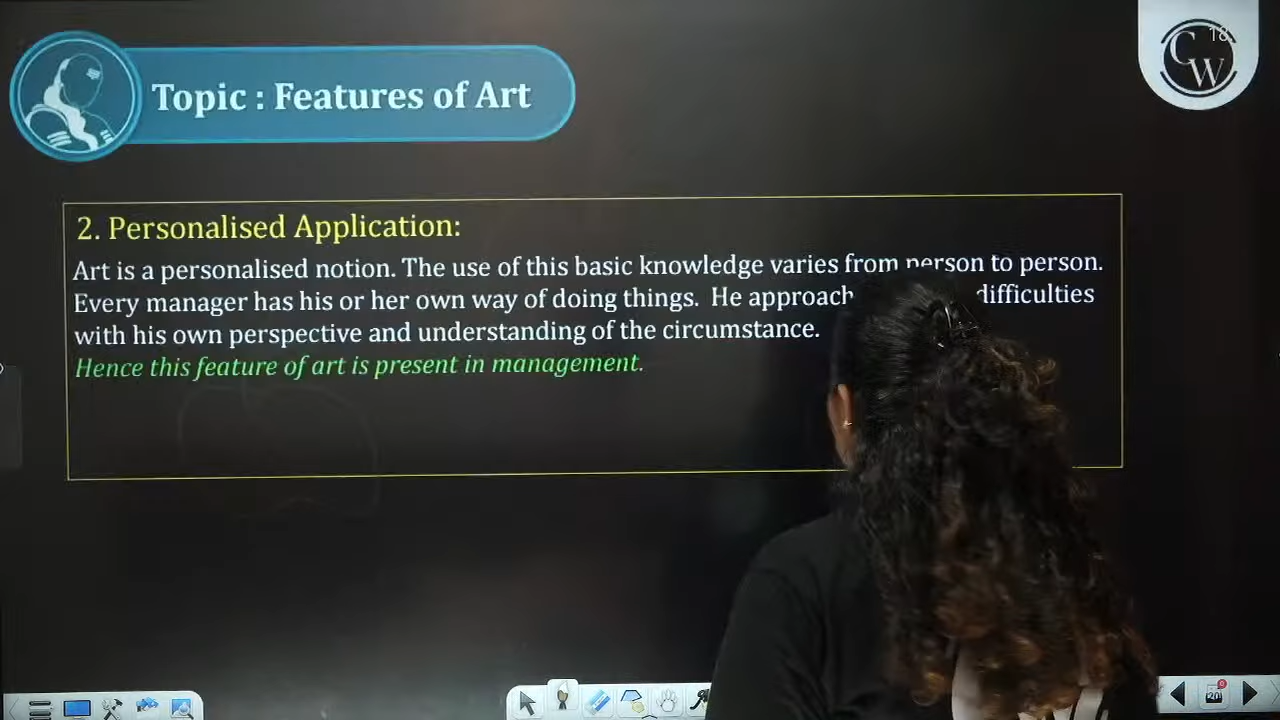 Topic : Features of Art
18
CW
2. Personalised Application:
Art is a personalised notion. The use of this basic knowledge varies from person to person.
Every manager has his or her own way of doing things. He approach difficulties
with his own perspective and understanding of the circumstance.
Hence this feature of art is present in management.